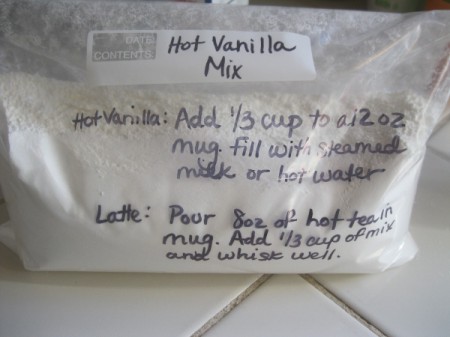 DATE: Hot Vanilla
CONTENTS: Mix
Hot Vanilla: Add 1/3 cup to a 12 oz
mug. fill with steamed
milk or hot water
Latte: Pour 8oz of hot tea in
mug. Add 1/3 cup of mix
and whisk well.